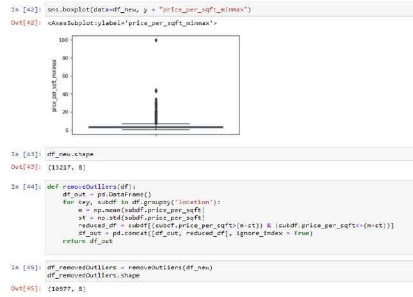 In [42]: sns.boxplot(data=df_new, y = "price_per_sqft_minmax")
Out[42]: <AxesSubplot:ylabel='price_per_sqft_minmax'>
100
80
60
40
20
0
price_per_sqft_minmax
In [43]: df_new.shape
Out[43]: (13217, 8)
In [44]: def removeOutliers(df):
df_out = pd.DataFrame()
for key, subdf in df.groupby('location'):
m = np.mean(subdf.price_per_sqft)
st = np.std(subdf.price_per_sqft)
reduced_df = subdf[(subdf.price_per_sqft>(m-st)) & (subdf.price_per_sqft<=(m+st))]
df_out = pd.concat([df_out, reduced_df], ignore_index = True)
return df_out
In [45]: df_removedOutliers = removeOutliers(df_new)
df_removedOutliers.shape
Out[45]: (10977, 8)